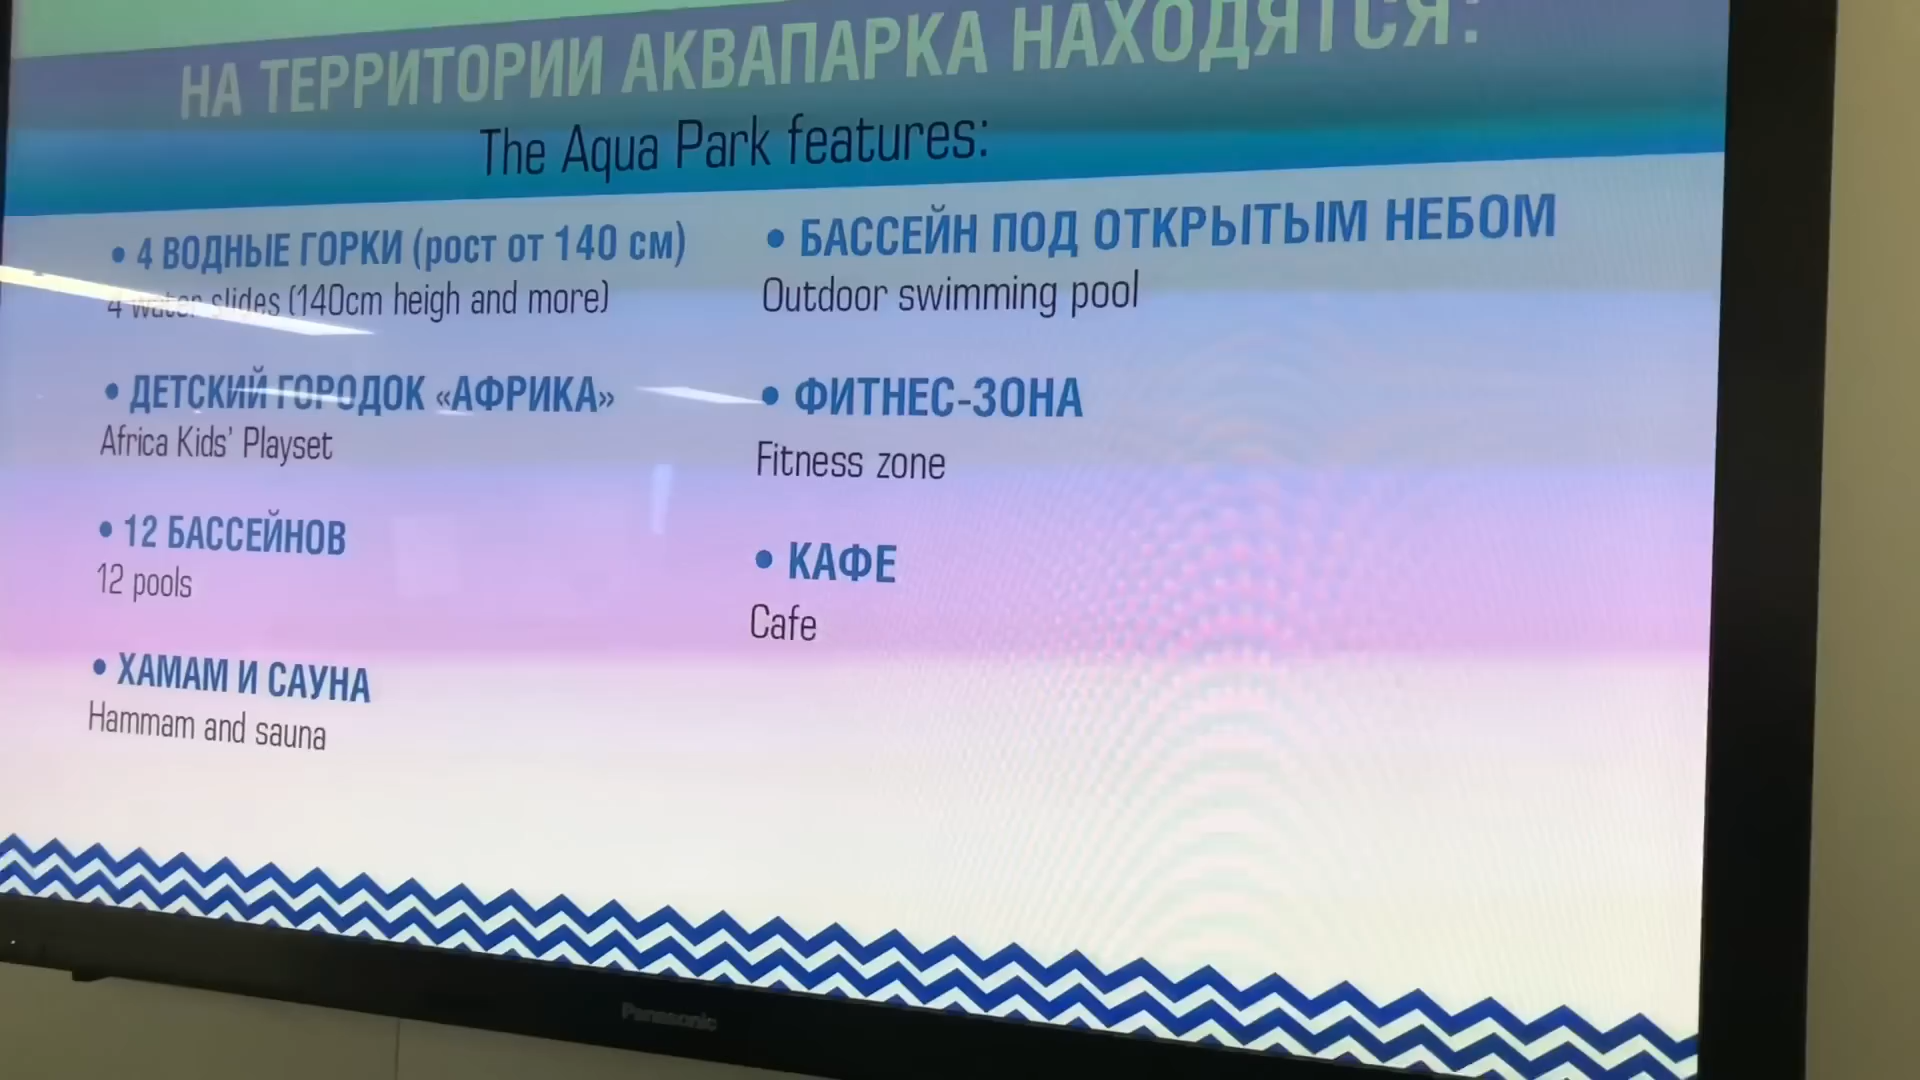 НА ТЕРРИТОРИИ АКВАПАРКА НАХОДЯТСЯ:
The Aqua Park features:
• 4 ВОДНЫЕ ГОРКИ (рост от 140 см)
4 water slides (140cm heigh and more)
• ДЕТСКИЙ ГОРОДОК «АФРИКА»
Africa Kids' Playset
• 12 БАССЕЙНОВ
12 pools
• ХАМАМ И САУНА
Hammam and sauna
• БАССЕЙН ПОД ОТКРЫТЫМ НЕБОМ
Outdoor swimming pool
• ФИТНЕС-ЗОНА
Fitness zone
• КАФЕ
Cafe
Panasonic